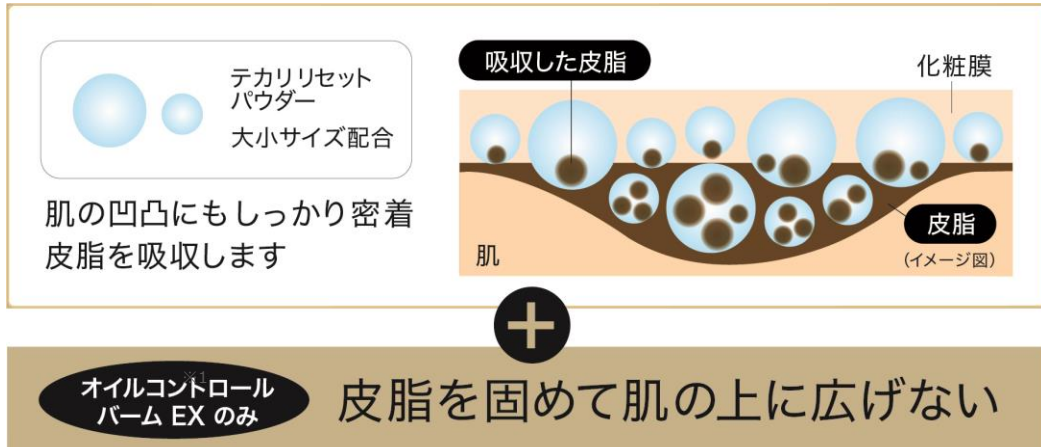 テカリリセット
パウダー
大小サイズ配合
肌の凹凸にもしっかり密着
皮脂を吸収します
吸収した皮脂
化粧膜
肌
皮脂
(イメージ図)
+
※1
オイルコントロール
バーム EX のみ
皮脂を固めて肌の上に広げない